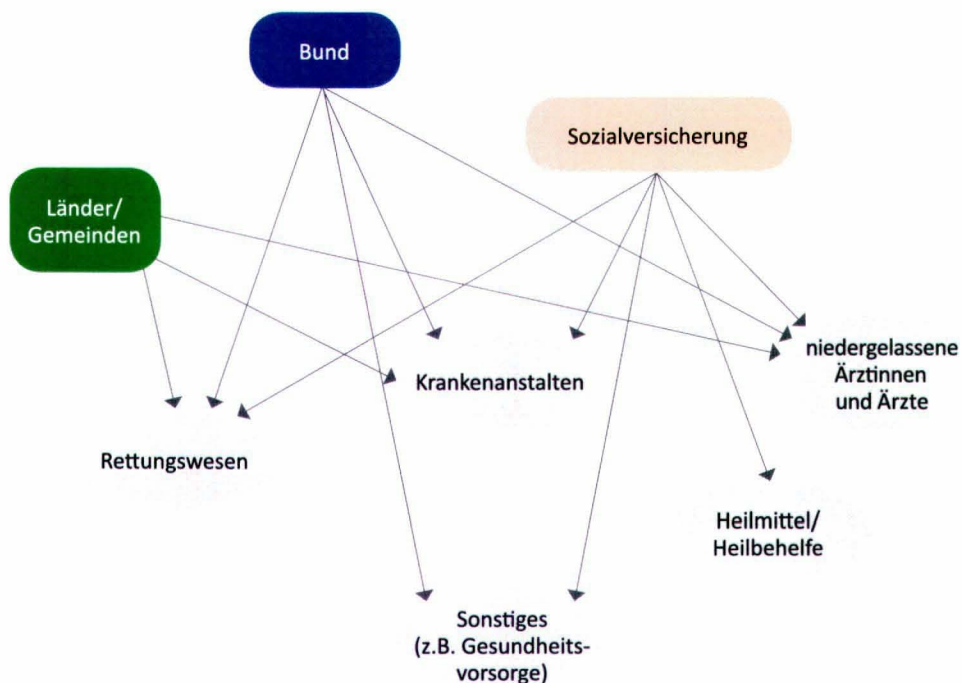 Bund
Sozialversicherung
Länder/
Gemeinden
niedergelassene
Ärztinnen
und Ärzte
Krankenanstalten
Rettungswesen
Heilmittel/
Heilbehelfe
Sonstiges
(z.B. Gesundheits-
vorsorge)